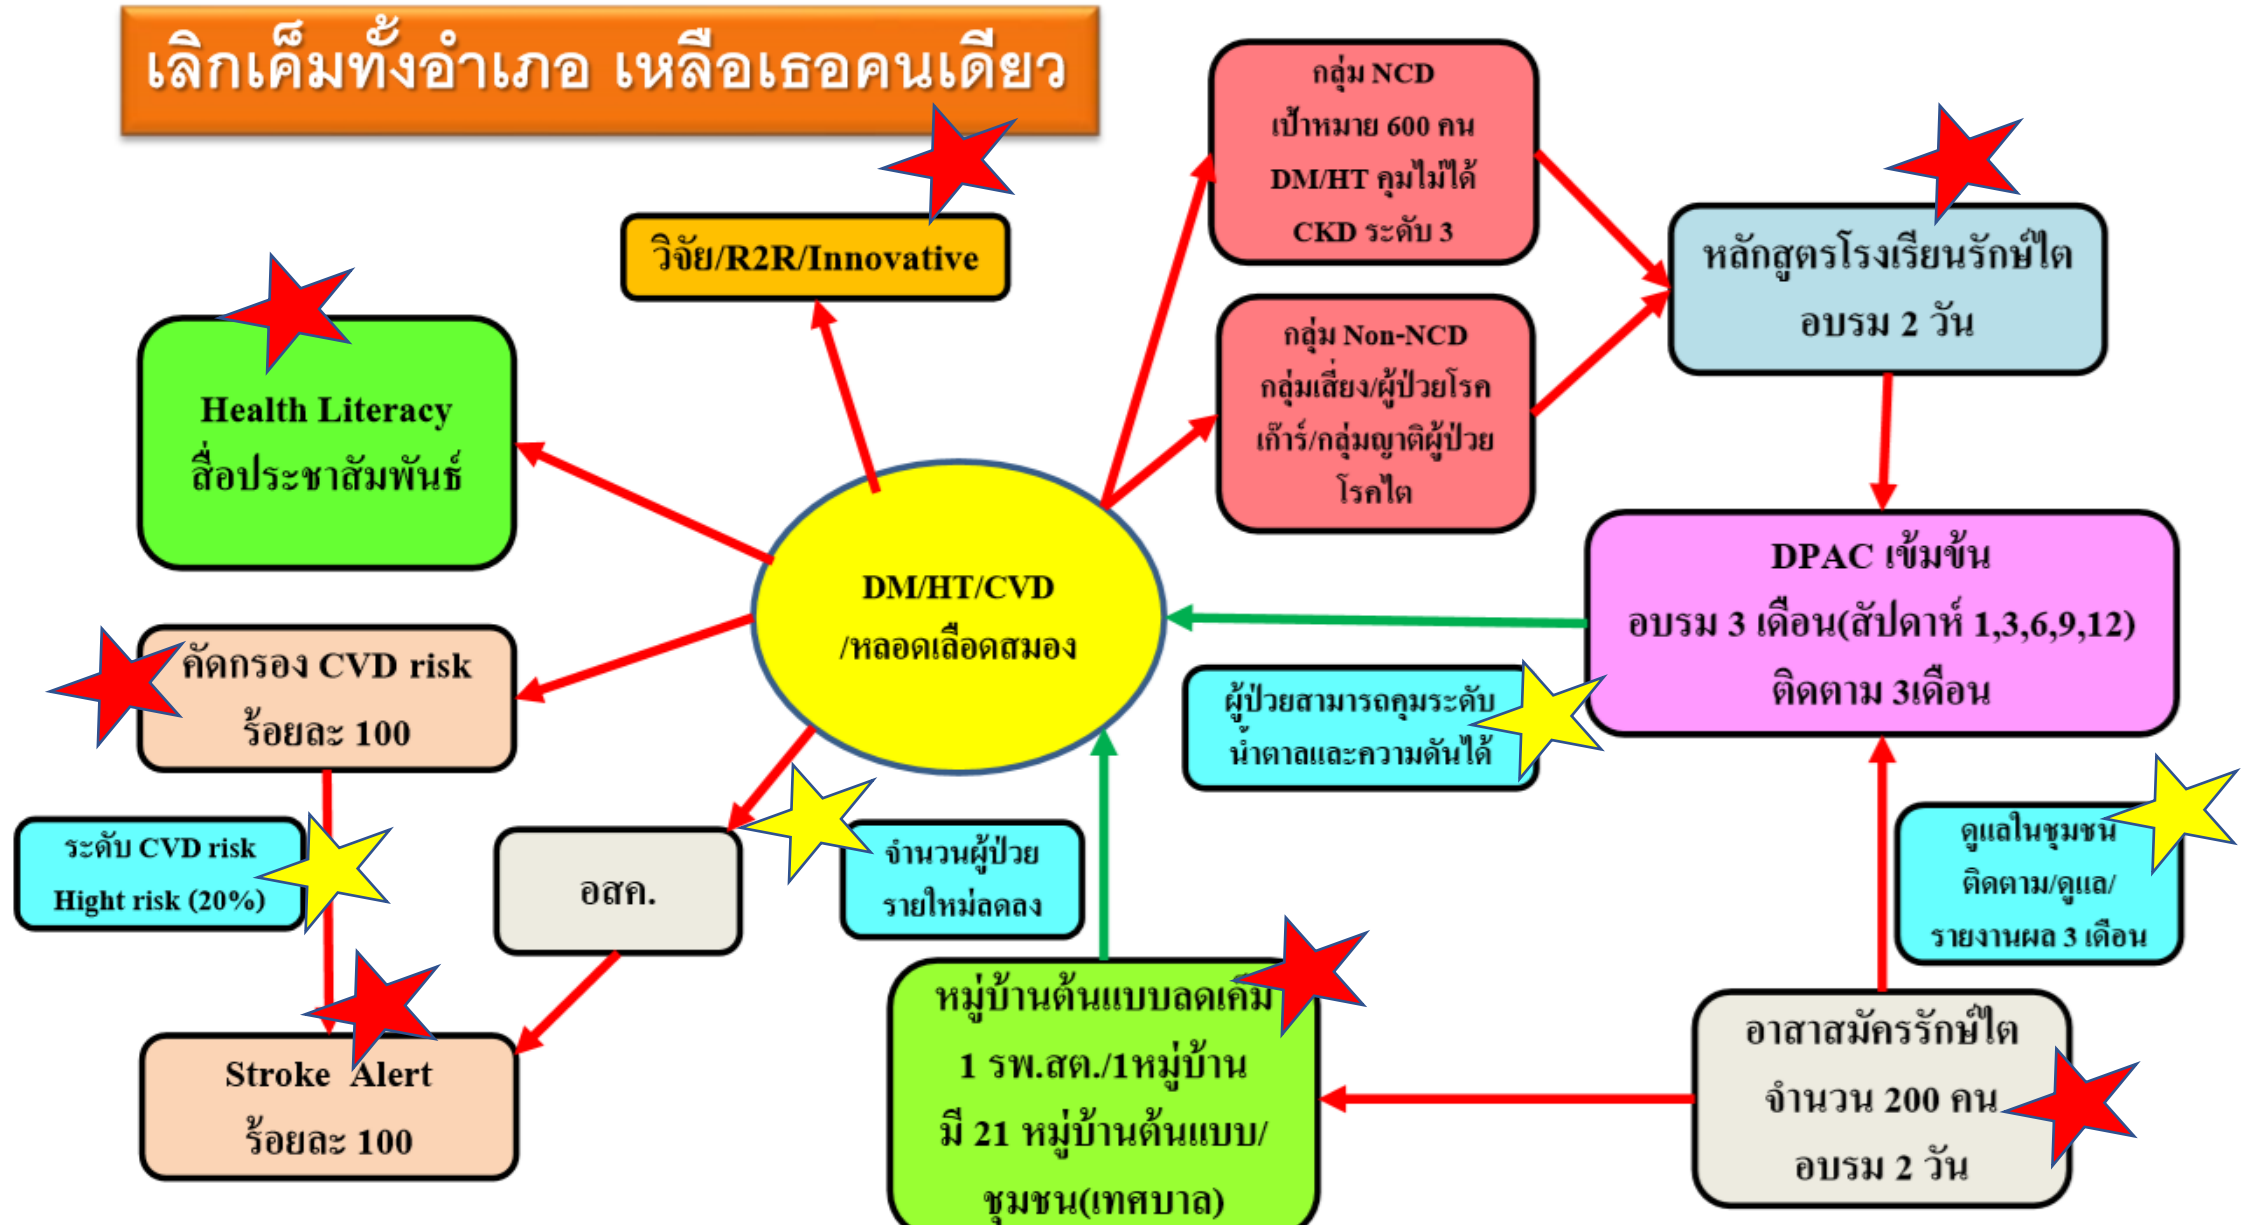 เลิกเค็มทั้งอำเภอ เหลือเธอคนเดียว
กลุ่ม NCD
เป้าหมาย 600 คน
DM/HT คุมไม่ได้
CKD ระดับ 3
วิจัย/R2R/Innovative
หลักสูตรโรงเรียนรักษ์ไต
อบรม 2 วัน
กลุ่ม Non-NCD
กลุ่มเสี่ยง/ผู้ป่วยโรค
เก๊าร์/กลุ่มญาติผู้ป่วย
โรคไต
Health Literacy
สื่อประชาสัมพันธ์
DM/HT/CVD
/หลอดเลือดสมอง
DPAC เข้มข้น
อบรม 3 เดือน(สัปดาห์ 1,3,6,9,12)
ติดตาม 3เดือน
คัดกรอง CVD risk
ร้อยละ 100
ผู้ป่วยสามารถคุมระดับ
น้ำตาลและความดันได้
ระดับ CVD risk
Hight risk (20%)
อสค.
จำนวนผู้ป่วย
รายใหม่ลดลง
ดูแลในชุมชน
ติดตาม/ดูแล/
รายงานผล 3 เดือน
Stroke Alert
ร้อยละ 100
หมู่บ้านต้นแบบลดเค็ม
1 รพ.สต./1หมู่บ้าน
มี 21 หมู่บ้านต้นแบบ/
ชุมชน(เทศบาล)
อาสาสมัครรักษ์ไต
จำนวน 200 คน
อบรม 2 วัน